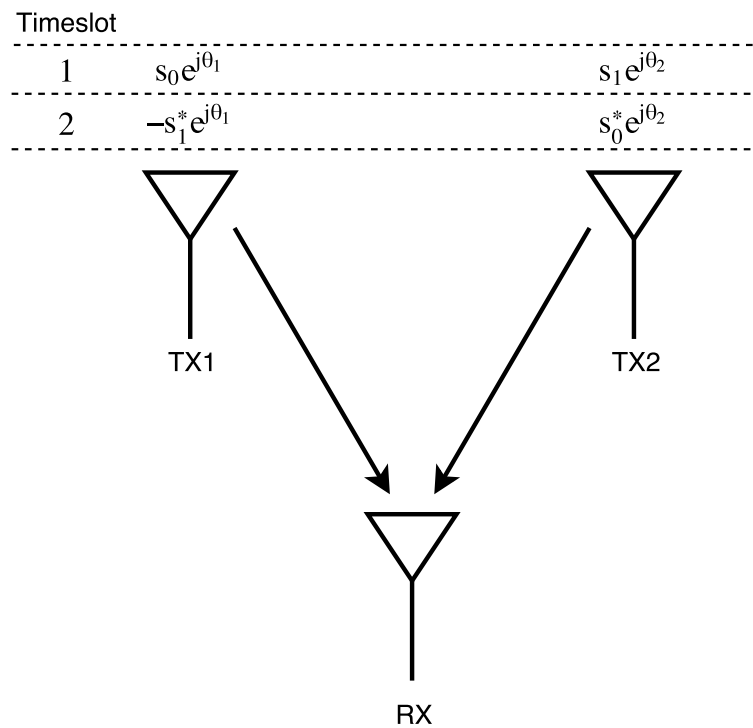 Timeslot
1 s₀e^{jθ₁} s₁e^{jθ₂}
2 –s₁*e^{jθ₁} s₀*e^{jθ₂}
TX1 TX2
RX